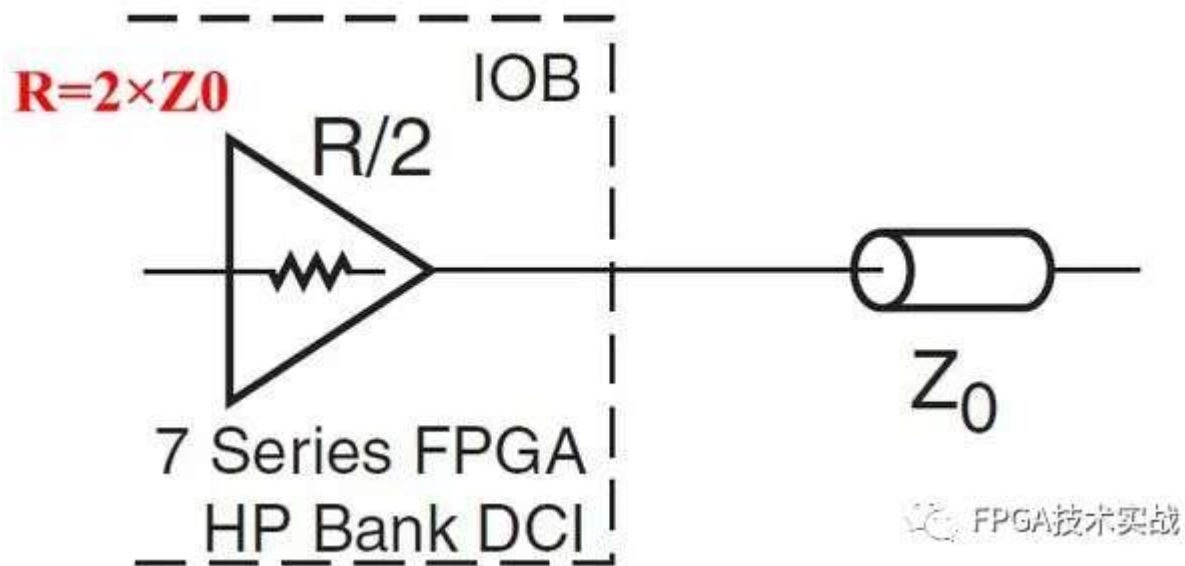 IOB
R=2×Z0
R/2
Z0
7 Series FPGA
HP Bank DCI
FPGA技术实战